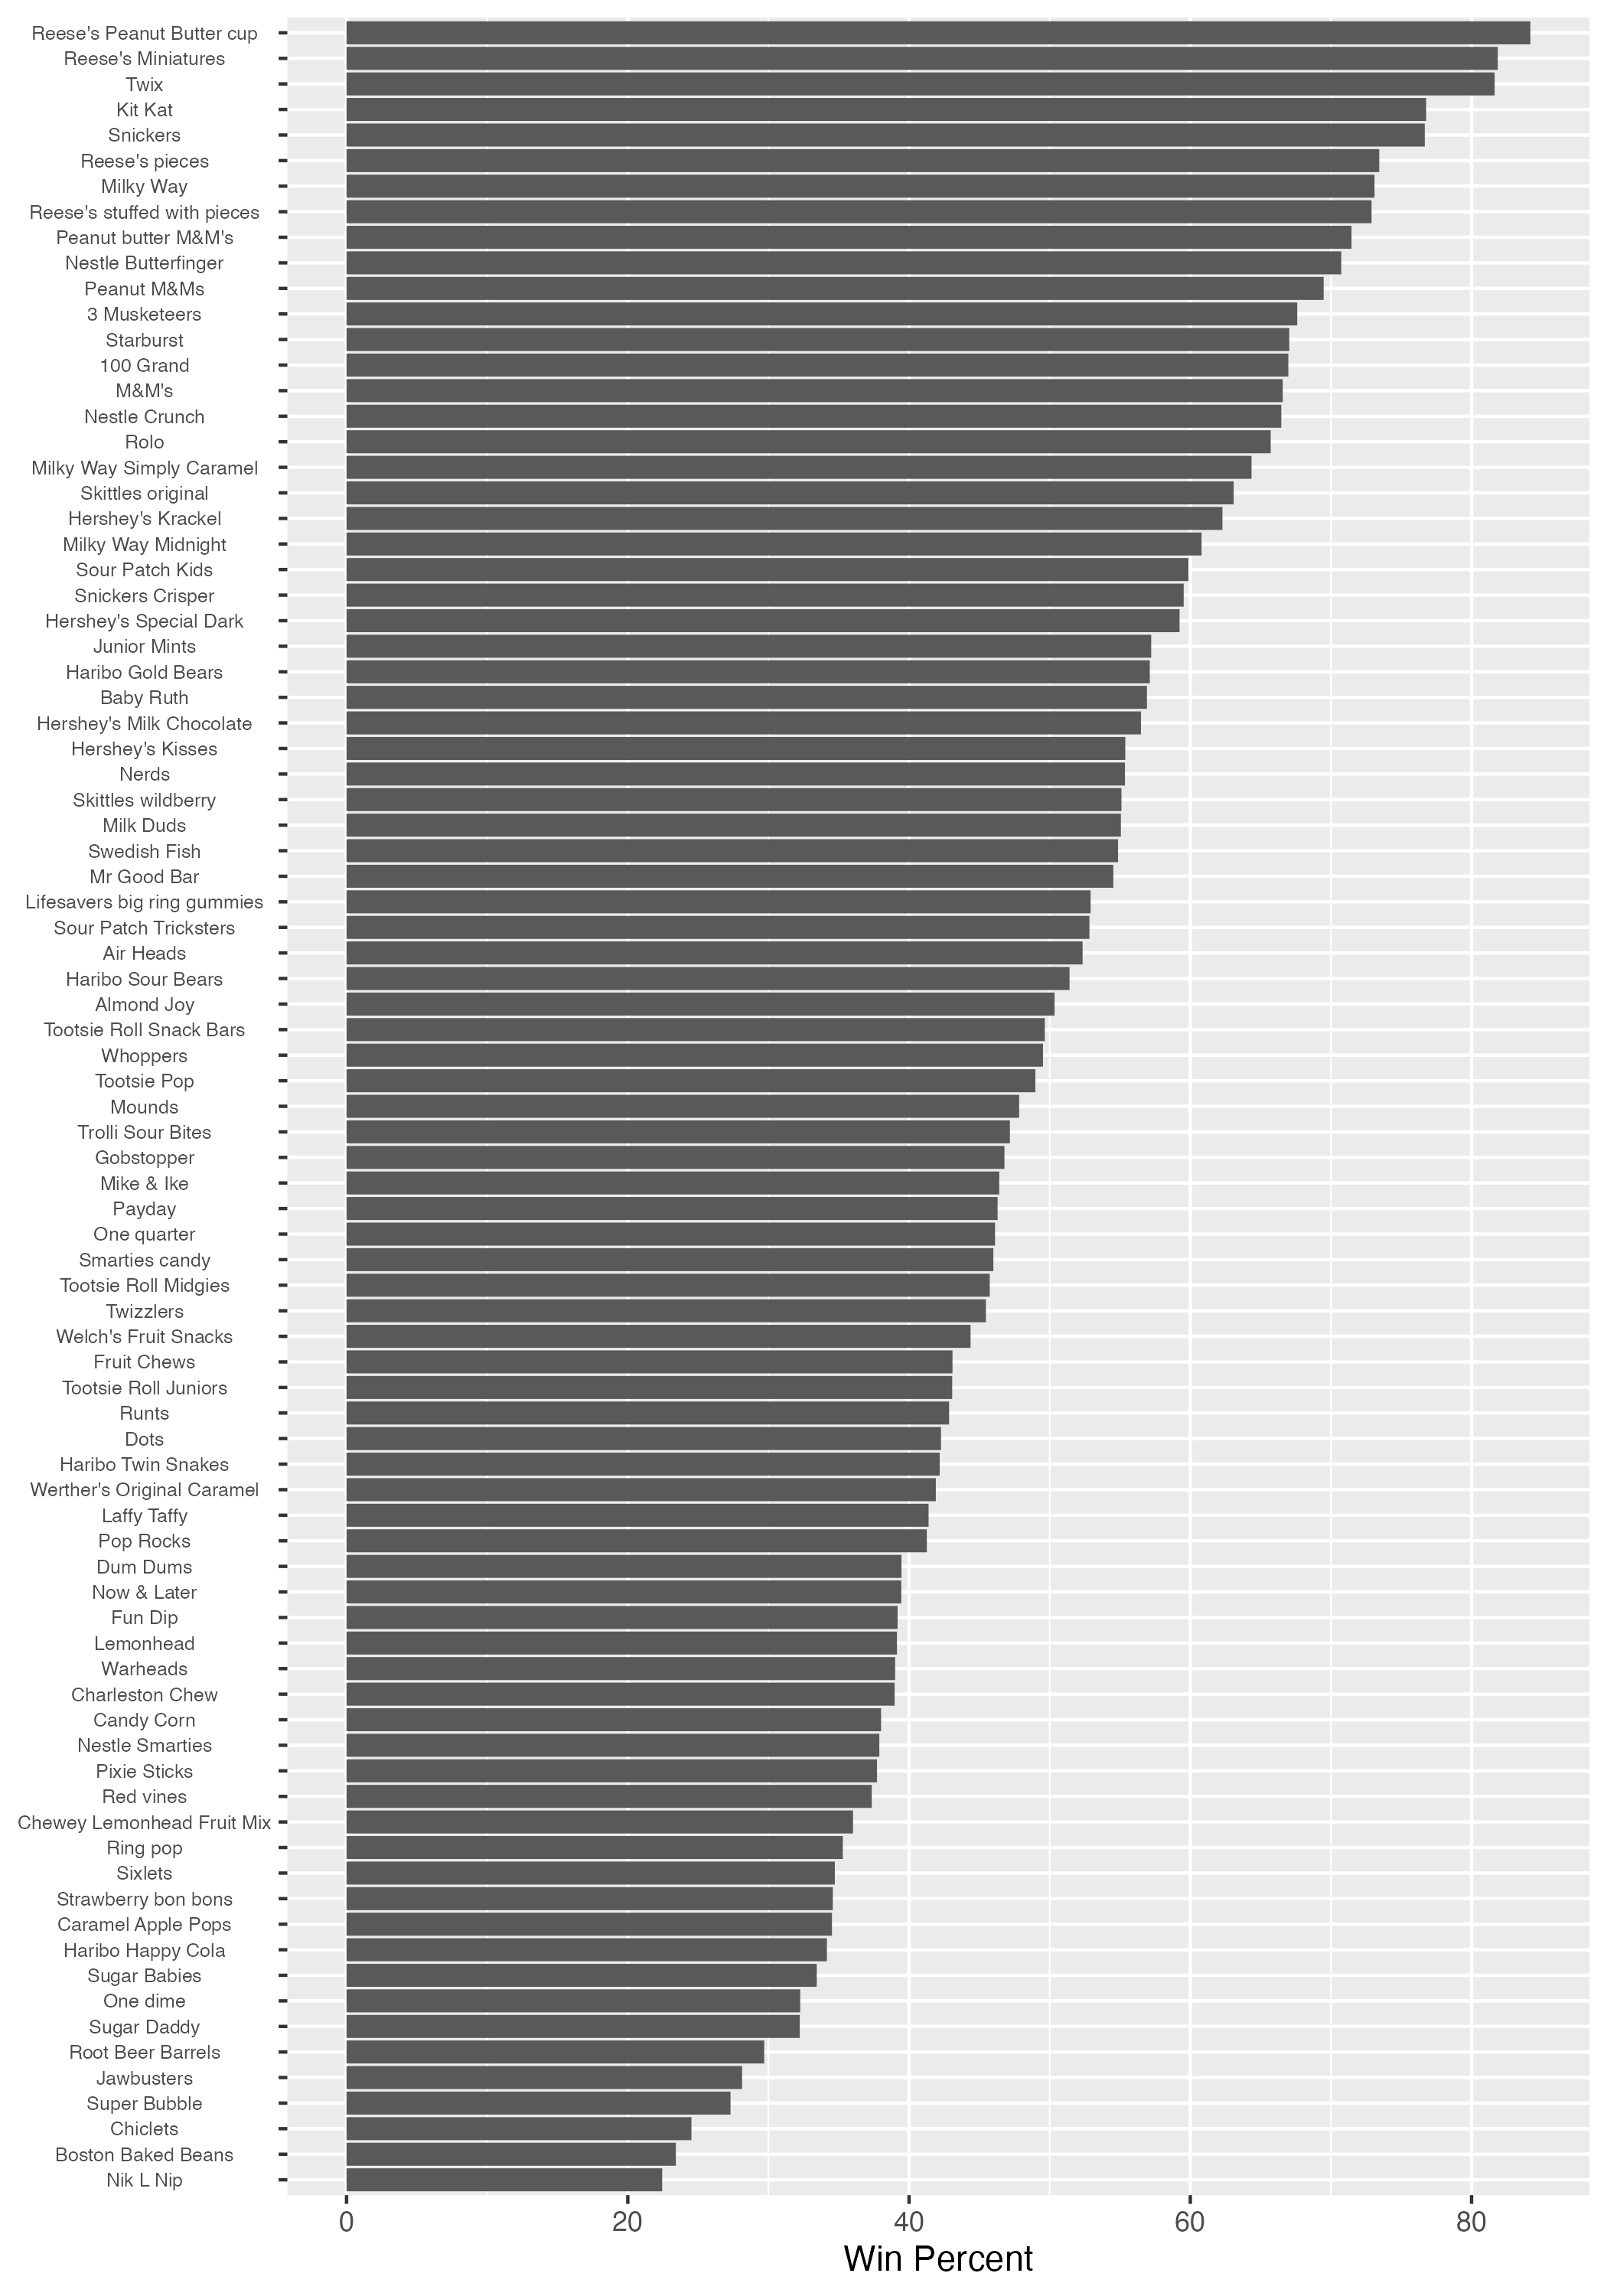 Reese's Peanut Butter cup
Reese's Miniatures
Twix
Kit Kat
Snickers
Reese's pieces
Milky Way
Reese's stuffed with pieces
Peanut butter M&M's
Nestle Butterfinger
Peanut M&Ms
3 Musketeers
Starburst
100 Grand
M&M's
Nestle Crunch
Rolo
Milky Way Simply Caramel
Skittles original
Hershey's Krackel
Milky Way Midnight
Sour Patch Kids
Snickers Crisper
Hershey's Special Dark
Junior Mints
Haribo Gold Bears
Baby Ruth
Hershey's Milk Chocolate
Hershey's Kisses
Nerds
Skittles wildberry
Milk Duds
Swedish Fish
Mr Good Bar
Lifesavers big ring gummies
Sour Patch Tricksters
Air Heads
Haribo Sour Bears
Almond Joy
Tootsie Roll Snack Bars
Whoppers
Tootsie Pop
Mounds
Trolli Sour Bites
Gobstopper
Mike & Ike
Payday
One quarter
Smarties candy
Tootsie Roll Midgies
Twizzlers
Welch's Fruit Snacks
Fruit Chews
Tootsie Roll Juniors
Runts
Dots
Haribo Twin Snakes
Werther's Original Caramel
Laffy Taffy
Pop Rocks
Dum Dums
Now & Later
Fun Dip
Lemonhead
Warheads
Charleston Chew
Candy Corn
Nestle Smarties
Pixie Sticks
Red vines
Chewey Lemonhead Fruit Mix
Ring pop
Sixlets
Strawberry bon bons
Caramel Apple Pops
Haribo Happy Cola
Sugar Babies
One dime
Sugar Daddy
Root Beer Barrels
Jawbusters
Super Bubble
Chiclets
Boston Baked Beans
Nik L Nip
0 20 40 60 80
Win Percent